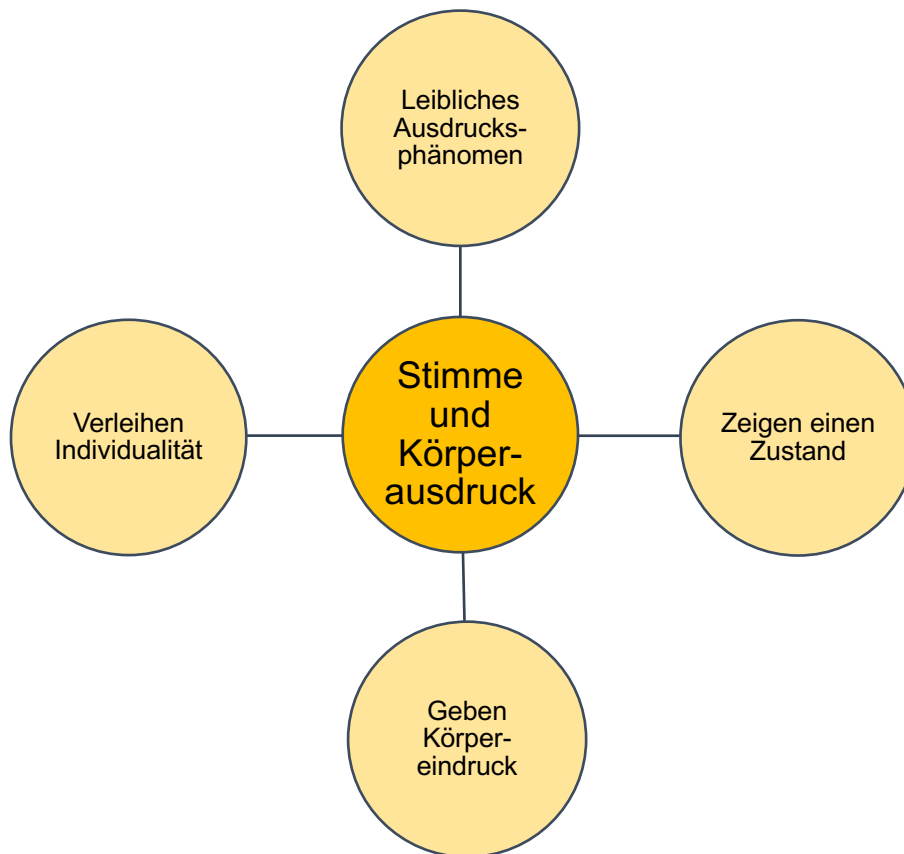 Leibliches
Ausdrucks-
phänomen
Verleihen
Individualität
Stimme
und
Körper-
ausdruck
Zeigen einen
Zustand
Geben
Körper-
eindruck